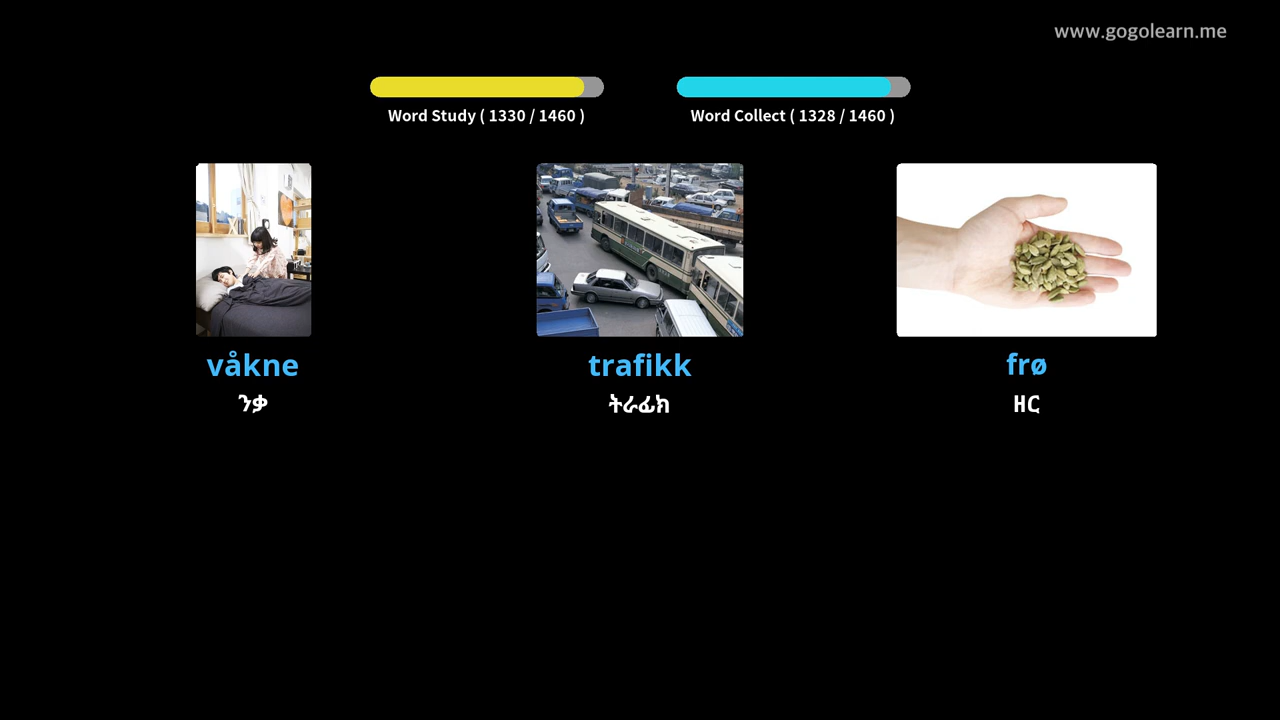 www.gogolearn.me
Word Study ( 1330 / 1460 )
Word Collect ( 1328 / 1460 )
våkne
trafikk
frø
ንቃ
ትራፊክ
ዘር